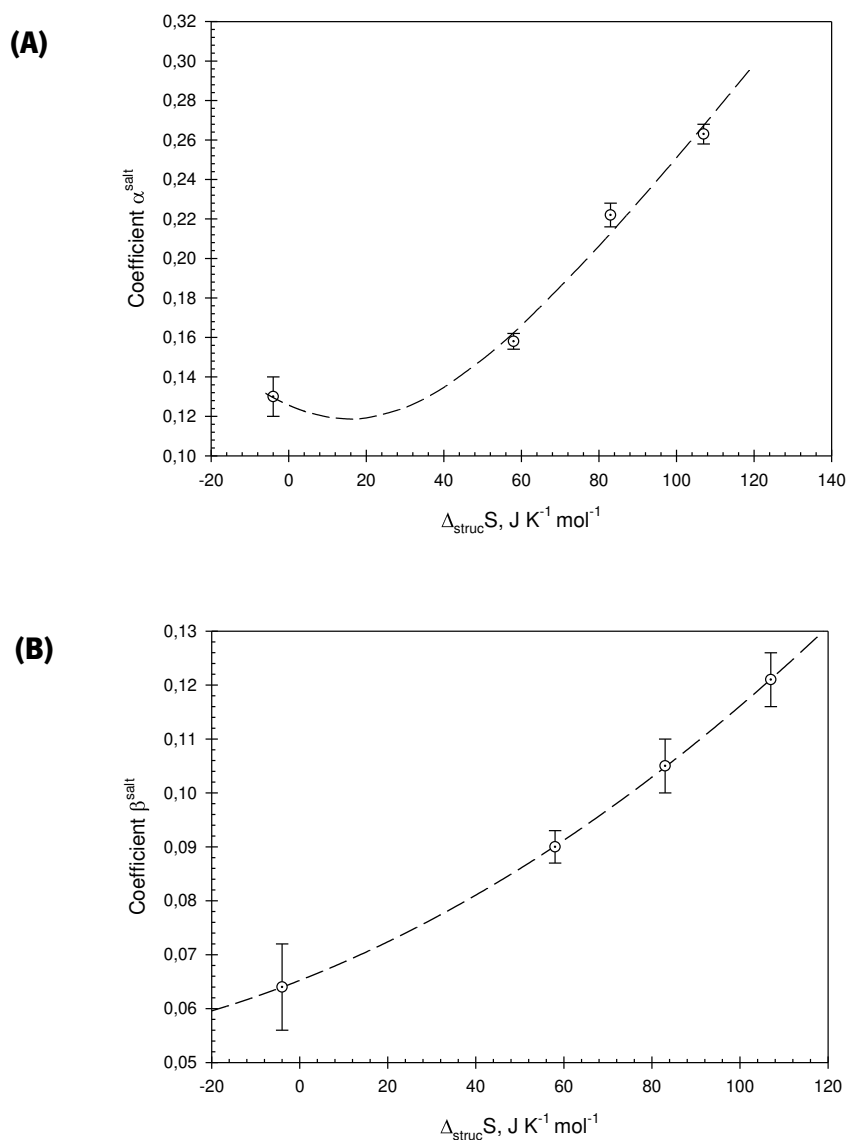 (A)
0,32
0,30
0,28
0,26
0,24
0,22
0,20
0,18
0,16
0,14
0,12
0,10
Coefficient α^salt
-20 0 20 40 60 80 100 120 140
Δ_struc S, J K⁻¹ mol⁻¹
(B)
0,13
0,12
0,11
0,10
0,09
0,08
0,07
0,06
0,05
Coefficient β^salt
-20 0 20 40 60 80 100 120
Δ_struc S, J K⁻¹ mol⁻¹